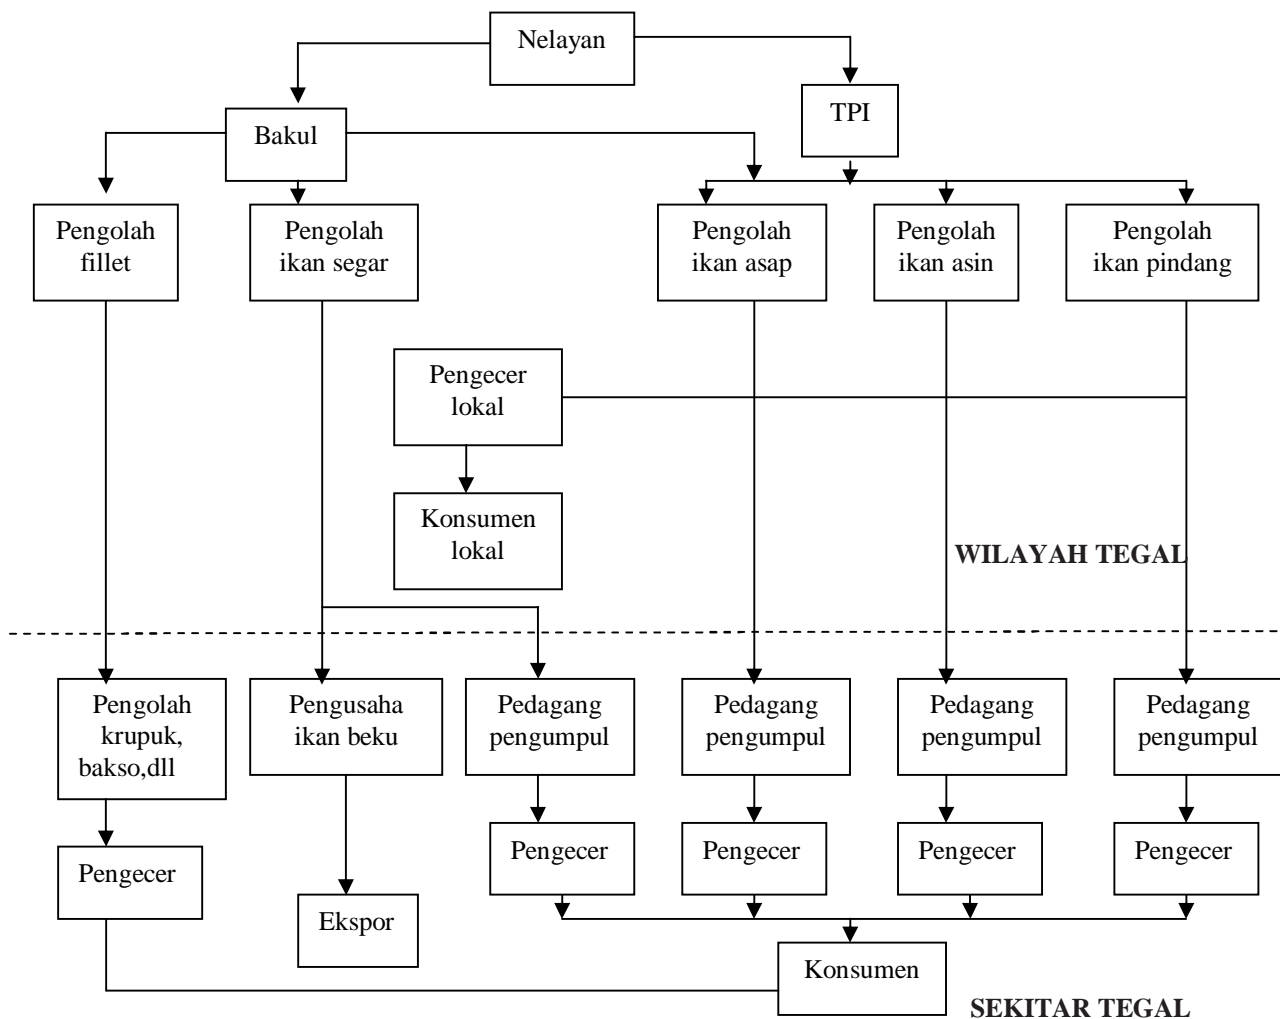 Nelayan
TPI
Bakul
Pengolah
fillet
Pengolah
ikan segar
Pengolah
ikan asap
Pengolah
ikan asin
Pengolah
ikan pindang
Pengecer
lokal
Konsumen
lokal
WILAYAH TEGAL
Pengolah
krupuk,
bakso,dll
Pengusaha
ikan beku
Pedagang
pengumpul
Pedagang
pengumpul
Pedagang
pengumpul
Pedagang
pengumpul
Pengecer
Pengecer
Pengecer
Pengecer
Pengecer
Ekspor
Konsumen
SEKITAR TEGAL